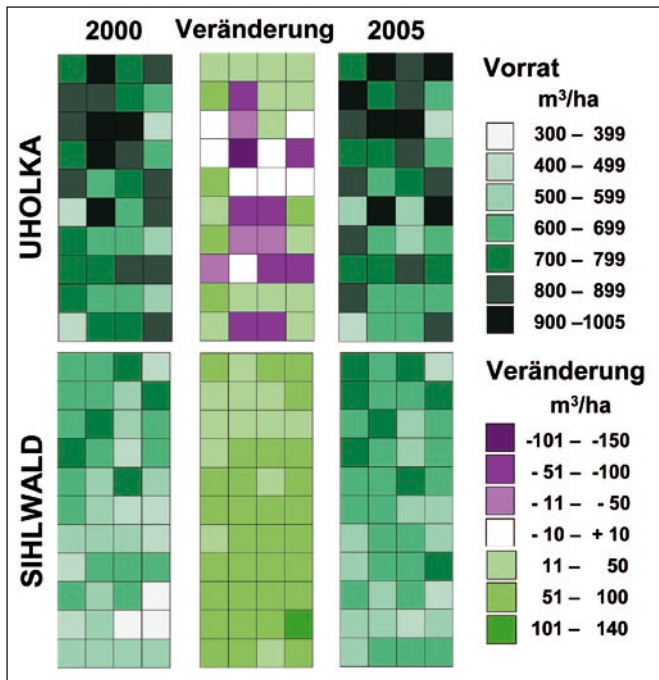 2000 Veränderung 2005
UHOLKA
SIHLWALD
Vorrat
m³/ha
300 – 399
400 – 499
500 – 599
600 – 699
700 – 799
800 – 899
900 –1005
Veränderung
m³/ha
-101 – -150
- 51 – -100
- 11 – - 50
- 10 – + 10
11 – 50
51 – 100
101 – 140